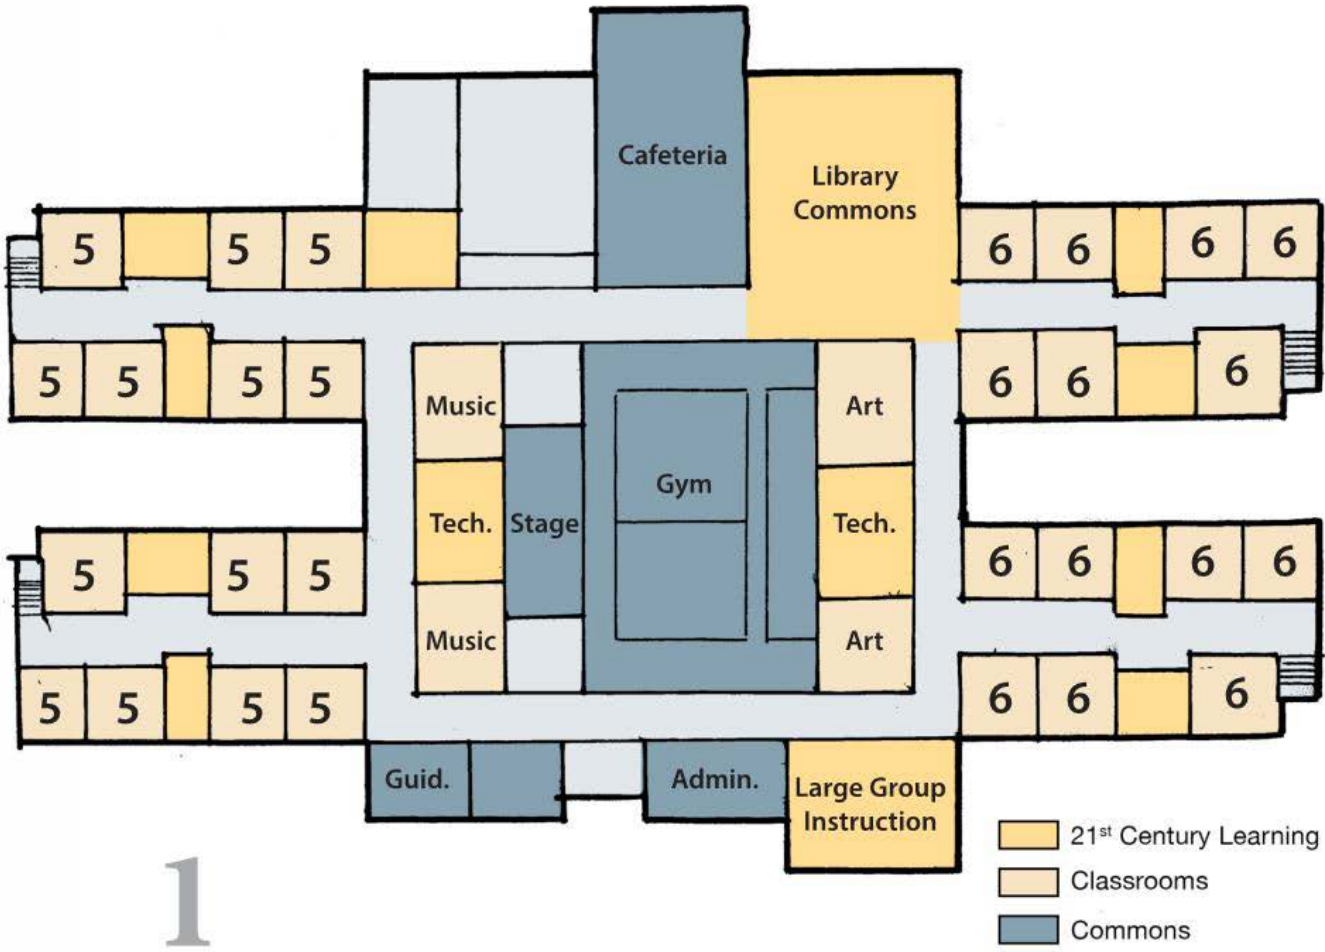 Cafeteria
Library
Commons
5 5 5 6 6 6 6
5 5 5 5 6 6 6
Music Art
Gym
Tech. Stage Tech.
5 5 5 6 6 6 6
Music Art
5 5 5 5 6 6 6
Guid. Admin. Large Group
Instruction
21st Century Learning
Classrooms
Commons
1